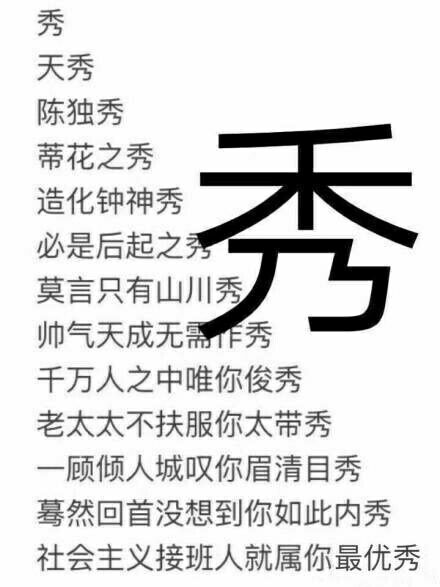 秀
天秀
陈独秀
蒂花之秀
造化钟神秀
必是后起之秀
莫言只有山川秀
帅气天成无需作秀
千万人之中唯你俊秀
老太太不扶服你太带秀
一顾倾人城叹你眉清目秀
蓦然回首没想到你如此内秀
社会主义接班人就属你最优秀
秀